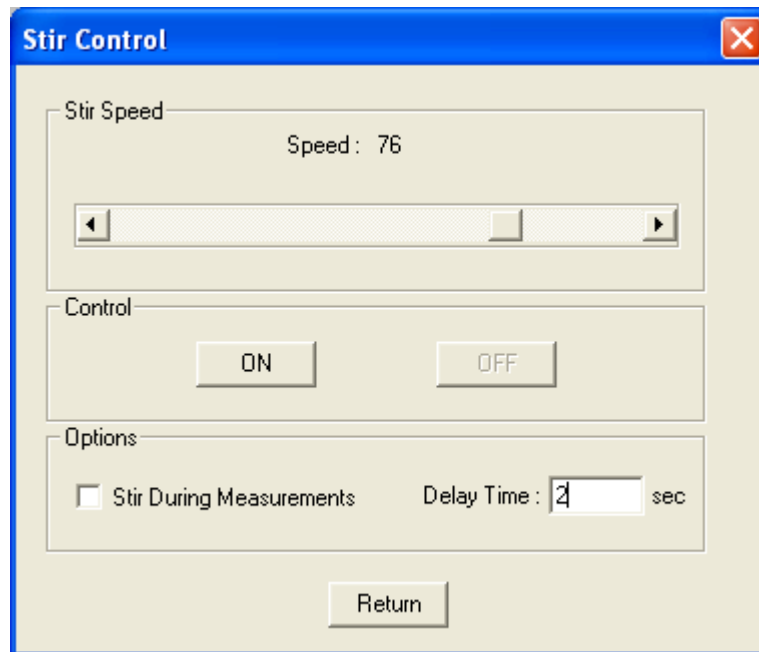 Stir Control
Stir Speed
Speed : 76
Control
ON OFF
Options
Stir During Measurements Delay Time : 2 sec
Return